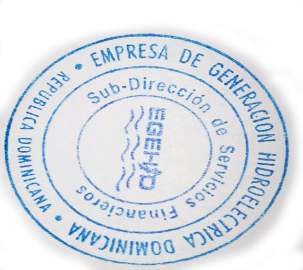 EMPRESA DE GENERACION HIDROELECTRICA DOMINICANA
REPUBLICA DOMINICANA
Sub-Dirección de Servicios Financieros
EGEHID